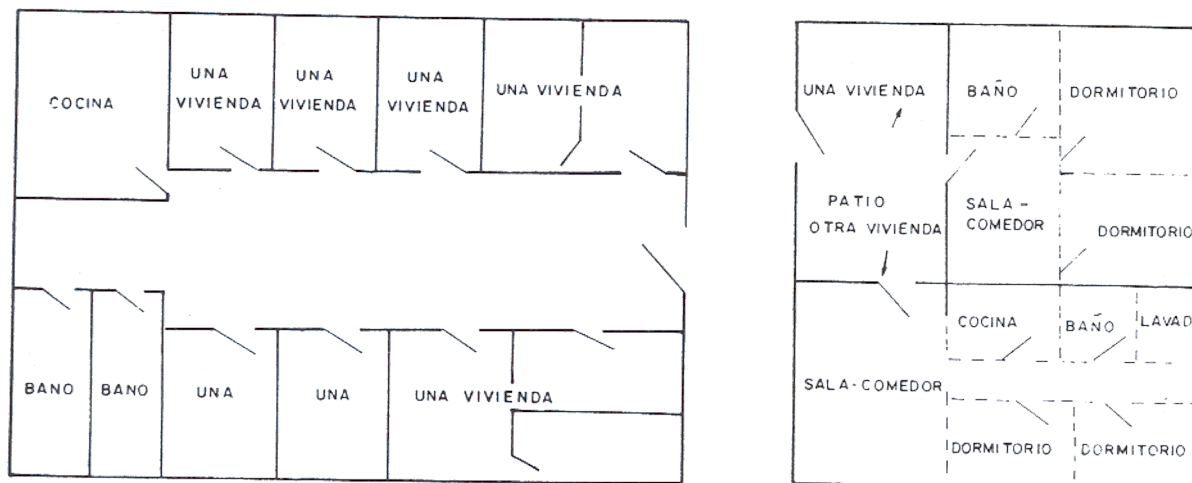 COCINA
UNA
VIVIENDA
UNA
VIVIENDA
UNA
VIVIENDA
UNA VIVIENDA
BANO
BANO
UNA
UNA
UNA VIVIENDA
UNA VIVIENDA
BAÑO
DORMITORIO
PATIO
OTRA VIVIENDA
SALA-
COMEDOR
DORMITORIO
COCINA
BAÑO
LAVAD
SALA-COMEDOR
DORMITORIO
DORMITORIO